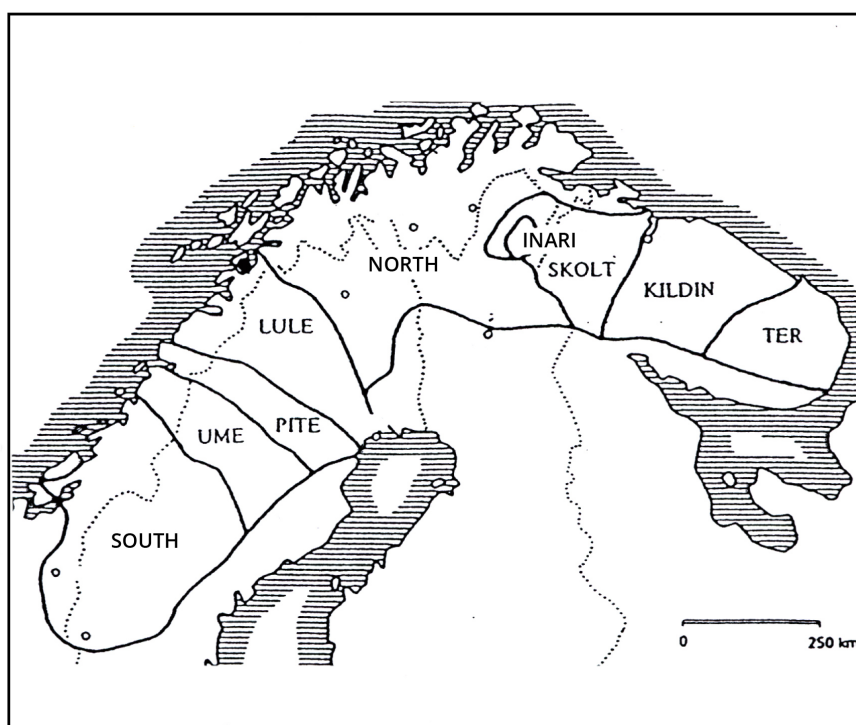 NORTH
INARI
SKOLT
KILDIN
TER
LULE
PITE
UME
SOUTH
0 250 km